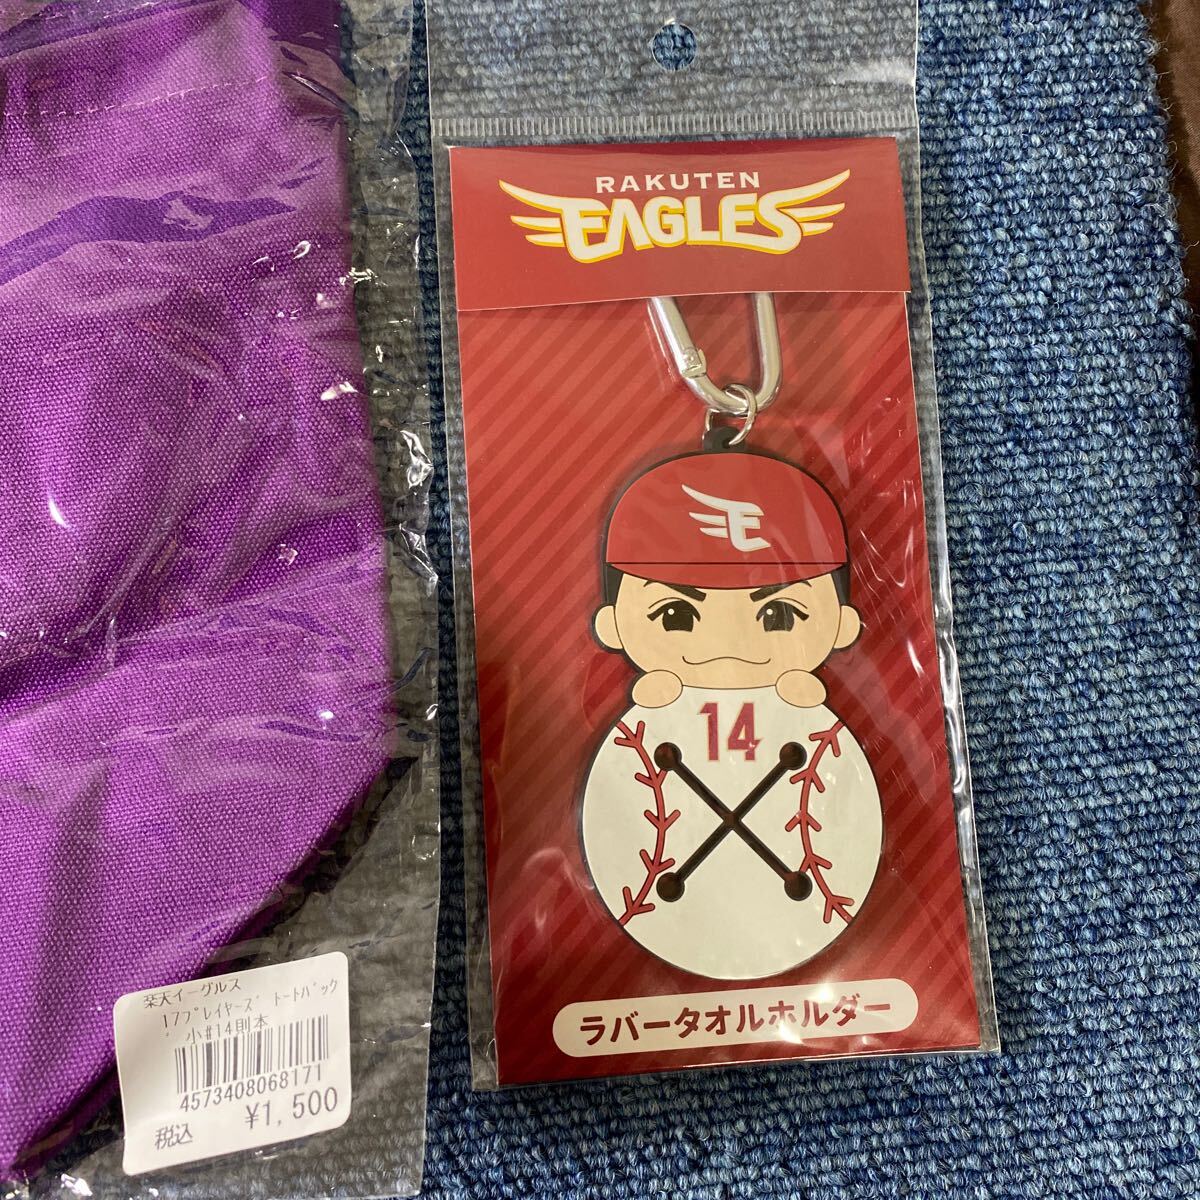 RAKUTEN
EAGLES
E
14
ラバータオルホルダー
楽天イーグルス
17ﾌﾟﾚｲﾔｰｽﾞ ﾄｰﾄﾊﾞｯｸ
小#14則本
4573408068171
¥1,500
税込